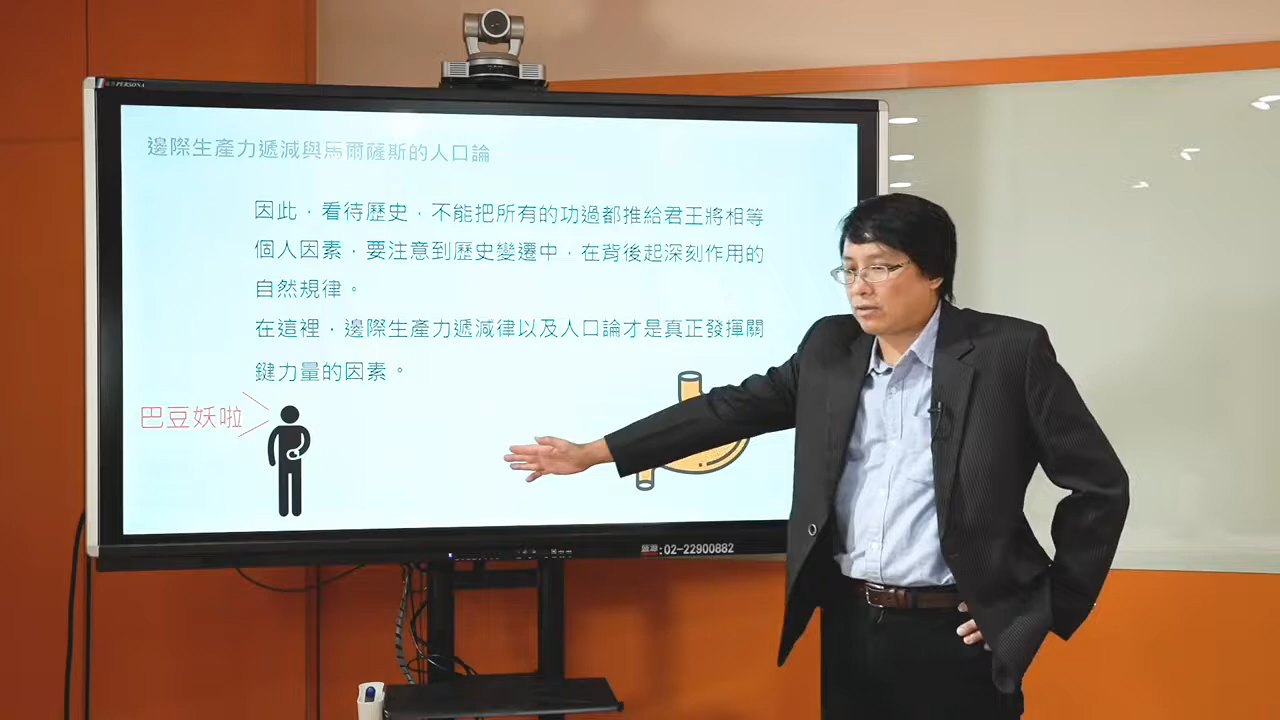 PERSONA
邊際生產力遞減與馬爾薩斯的人口論
因此，看待歷史，不能把所有的功過都推給君王將相等
個人因素，要注意到歷史變遷中，在背後起深刻作用的
自然規律。
在這裡，邊際生產力遞減律以及人口論才是真正發揮關
鍵力量的因素。
巴豆妖啦
:02-22900882